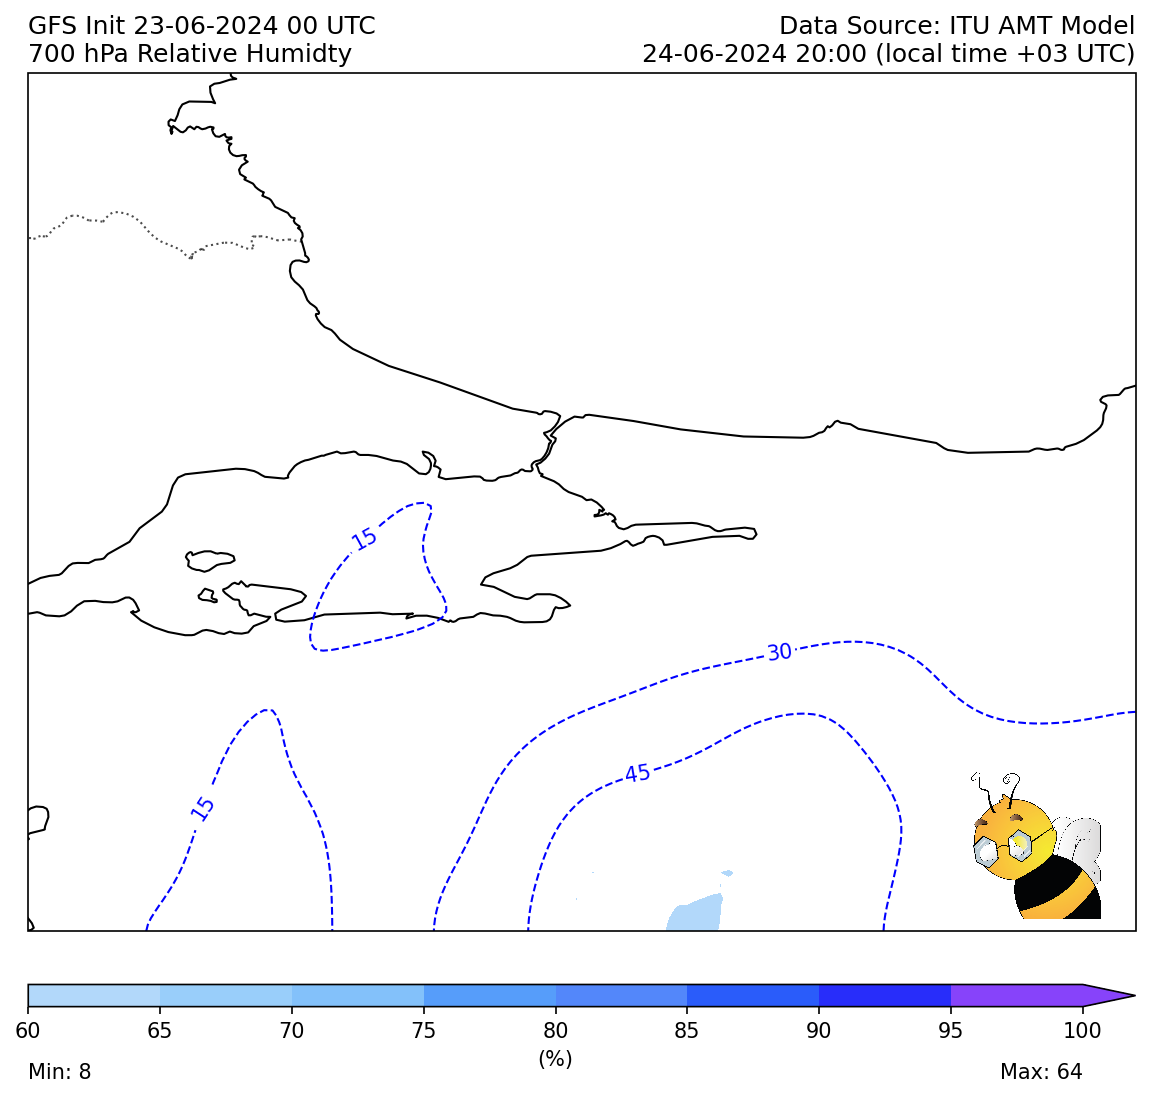 GFS Init 23-06-2024 00 UTC
Data Source: ITU AMT Model
700 hPa Relative Humidty
24-06-2024 20:00 (local time +03 UTC)
15
30
45
15
60 65 70 75 80 85 90 95 100
(%)
Min: 8
Max: 64